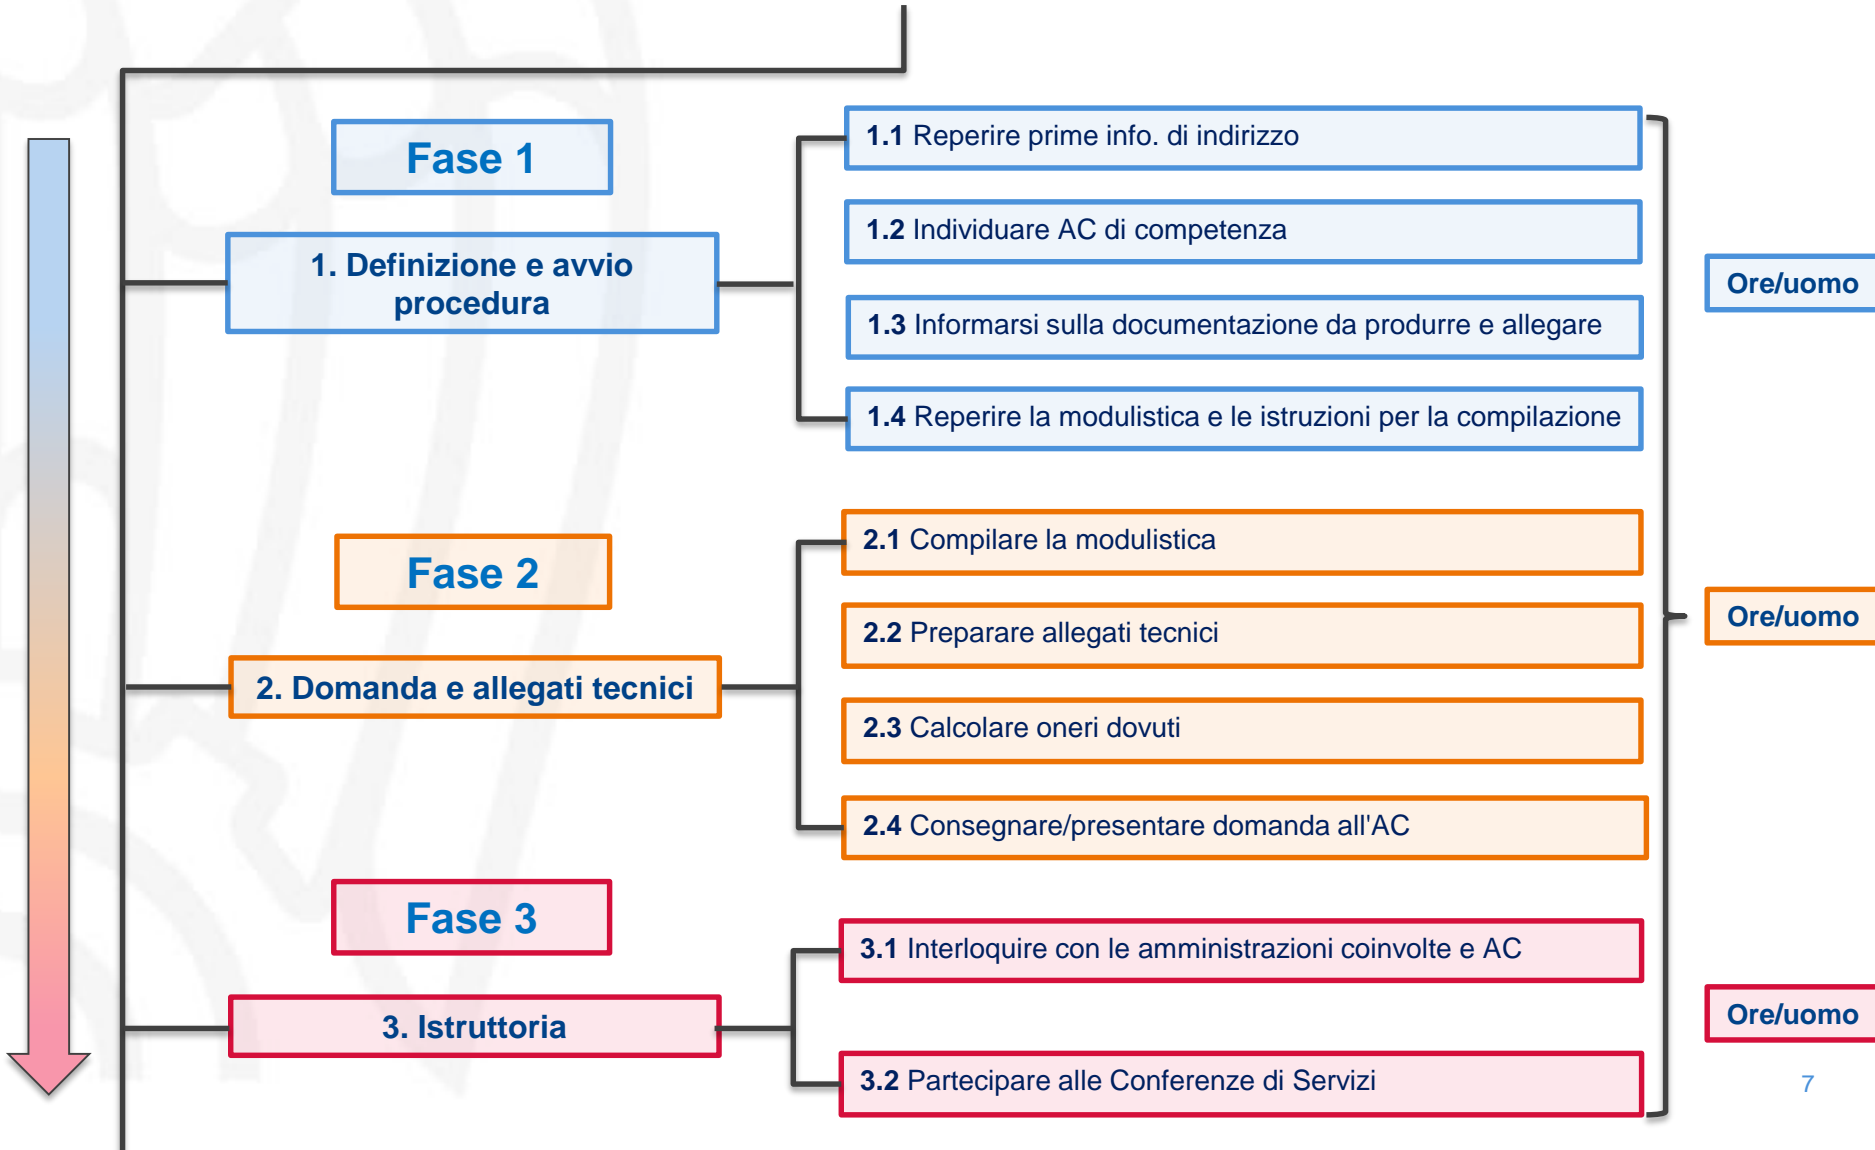 Fase 1
1. Definizione e avvio
procedura
1.1 Reperire prime info. di indirizzo
1.2 Individuare AC di competenza
1.3 Informarsi sulla documentazione da produrre e allegare
1.4 Reperire la modulistica e le istruzioni per la compilazione
Ore/uomo
Fase 2
2. Domanda e allegati tecnici
2.1 Compilare la modulistica
2.2 Preparare allegati tecnici
2.3 Calcolare oneri dovuti
2.4 Consegnare/presentare domanda all'AC
Ore/uomo
Fase 3
3. Istruttoria
3.1 Interloquire con le amministrazioni coinvolte e AC
3.2 Partecipare alle Conferenze di Servizi
Ore/uomo
7